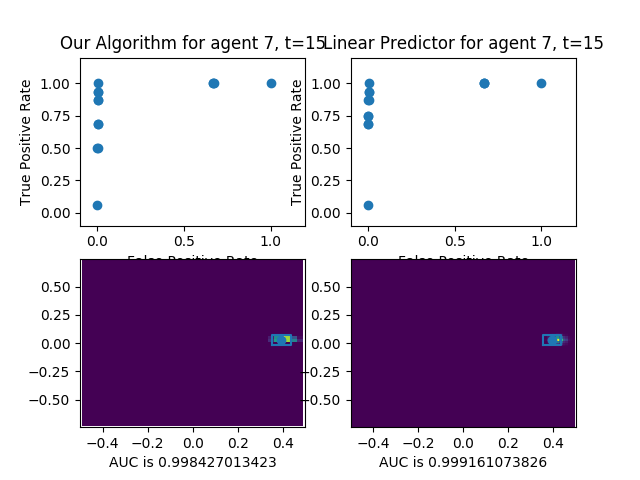 Our Algorithm for agent 7, t=15
Linear Predictor for agent 7, t=15
True Positive Rate
1.00
0.75
0.50
0.25
0.00
0.0 0.5 1.0
False Positive Rate
True Positive Rate
1.00
0.75
0.50
0.25
0.00
0.0 0.5 1.0
False Positive Rate
0.50
0.25
0.00
−0.25
−0.50
−0.4 −0.2 0.0 0.2 0.4
AUC is 0.998427013423
0.50
0.25
0.00
−0.25
−0.50
−0.4 −0.2 0.0 0.2 0.4
AUC is 0.999161073826